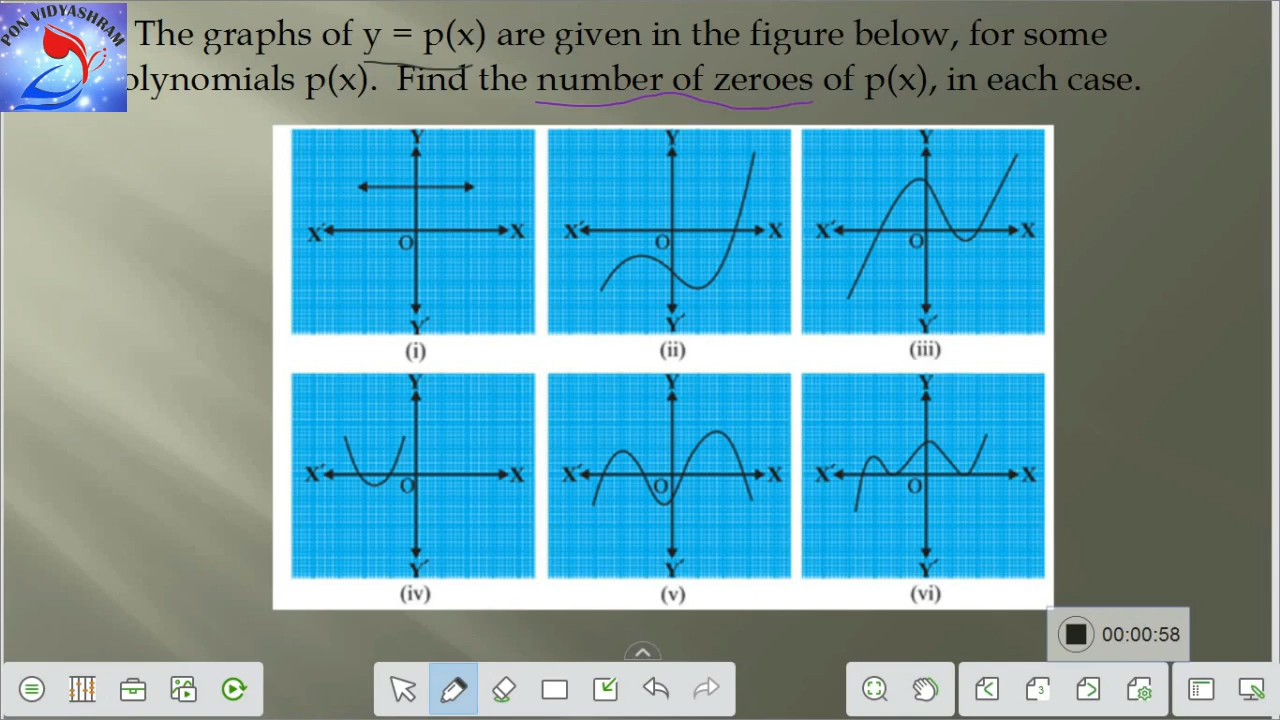 PON VIDYASHRAM
The graphs of y = p(x) are given in the figure below, for some
olynomials p(x). Find the number of zeroes of p(x), in each case.
Y Y Y
X′ O X X′ O X X′ O X
Y′ Y′ Y′
(i) (ii) (iii)
Y Y Y
X′ O X X′ O X X′ O X
Y′ Y′ Y′
(iv) (v) (vi)
00:00:58
3